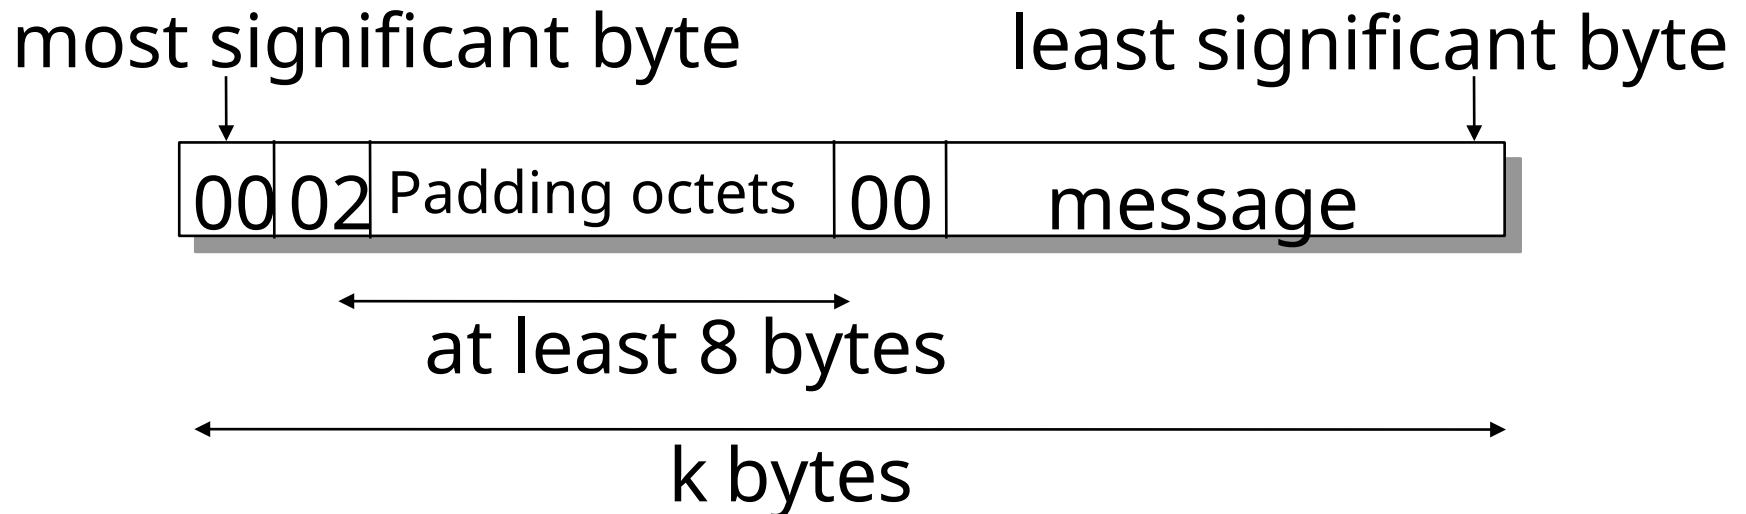 most significant byte
least significant byte
00 02 Padding octets 00 message
at least 8 bytes
k bytes